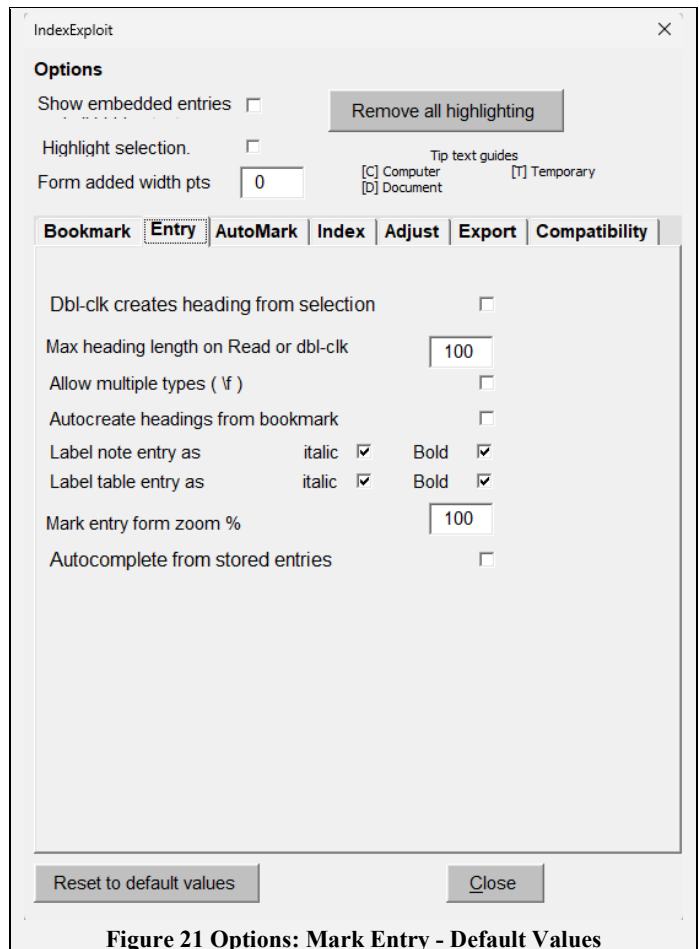 IndexExploit
Options
Show embedded entries
Remove all highlighting
Highlight selection.
Tip text guides
[C] Computer [T] Temporary
[D] Document
Form added width pts 0
Bookmark Entry AutoMark Index Adjust Export Compatibility
Dbl-clk creates heading from selection
Max heading length on Read or dbl-clk 100
Allow multiple types ( \f )
Autocreate headings from bookmark
Label note entry as italic Bold
Label table entry as italic Bold
Mark entry form zoom % 100
Autocomplete from stored entries
Reset to default values Close
Figure 21 Options: Mark Entry - Default Values